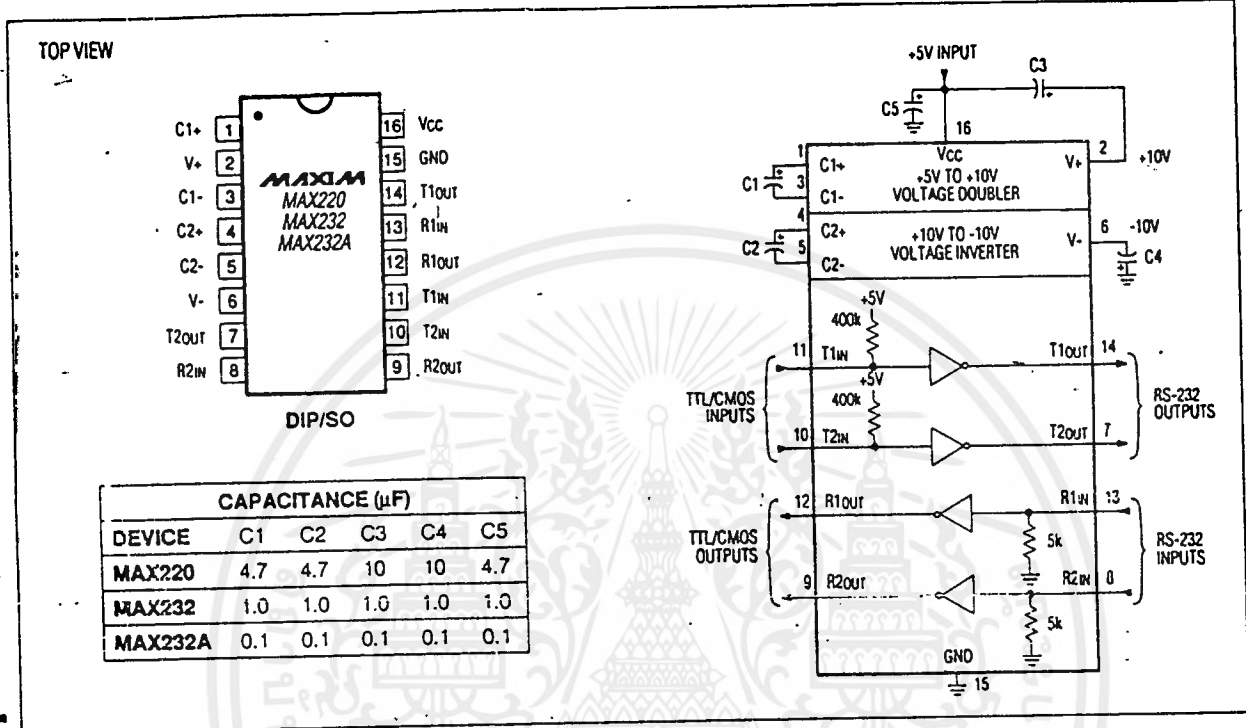 TOP VIEW
C1+ 1
V+ 2
C1- 3
C2+ 4
C2- 5
V- 6
T2OUT 7
R2IN 8
MAXIM
MAX220
MAX232
MAX232A
16 VCC
15 GND
14 T1OUT
13 R1IN
12 R1OUT
11 T1IN
10 T2IN
9 R2OUT
DIP/SO
CAPACITANCE (µF)
DEVICE C1 C2 C3 C4 C5
MAX220 4.7 4.7 10 10 4.7
MAX232 1.0 1.0 1.0 1.0 1.0
MAX232A 0.1 0.1 0.1 0.1 0.1
+5V INPUT
C3
C5
16
VCC
+5V TO +10V
VOLTAGE DOUBLER
1 C1+
C1
3 C1-
V+ 2 +10V
4 C2+
C2
5 C2-
+10V TO -10V
VOLTAGE INVERTER
V- 6 -10V
C4
+5V
400k
11 T1IN
T1OUT 14
+5V
400k
TTL/CMOS
INPUTS
RS-232
OUTPUTS
10 T2IN
T2OUT 7
12 R1OUT
R1IN 13
5k
TTL/CMOS
OUTPUTS
RS-232
INPUTS
9 R2OUT
R2IN 8
5k
GND
15